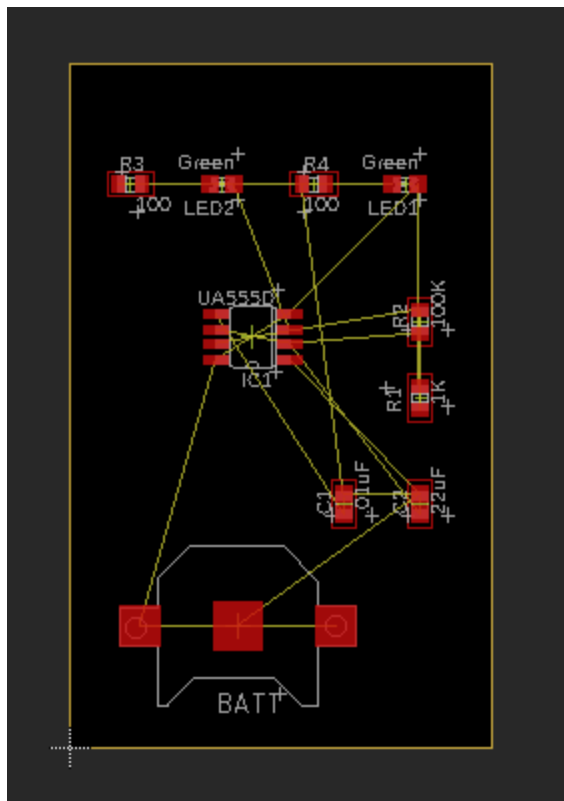 R3
Green
R4
Green
100
LED2
100
LED1
UA555D
IC1
R2
100K
R1
1K
C1
.01uF
C2
22uF
BATT